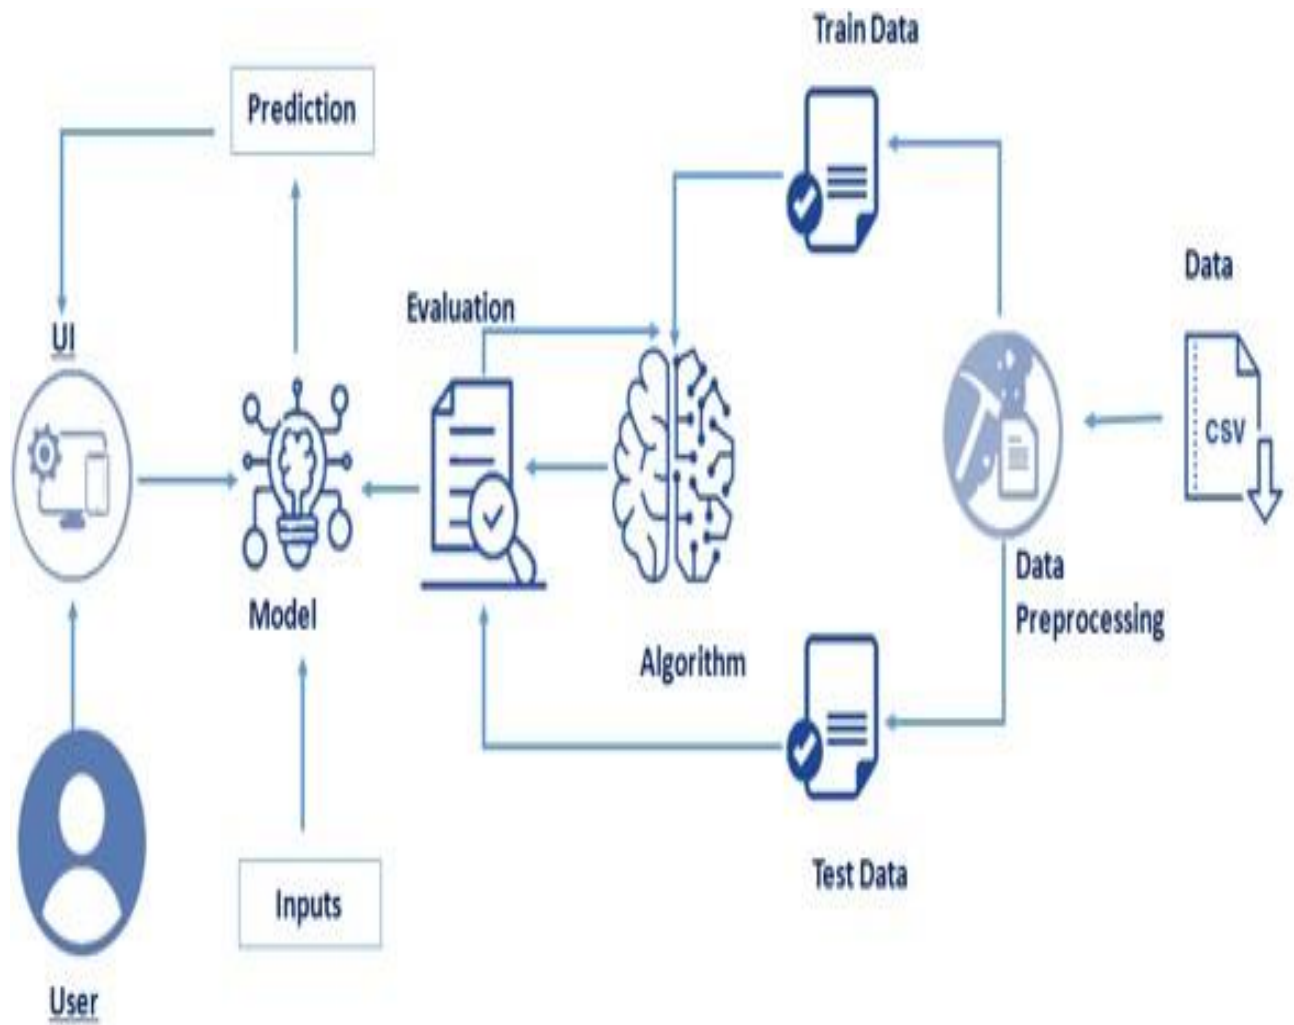 Train Data
Prediction
Data
Evaluation
UI
CSV
Data
Preprocessing
Model
Algorithm
Test Data
Inputs
User